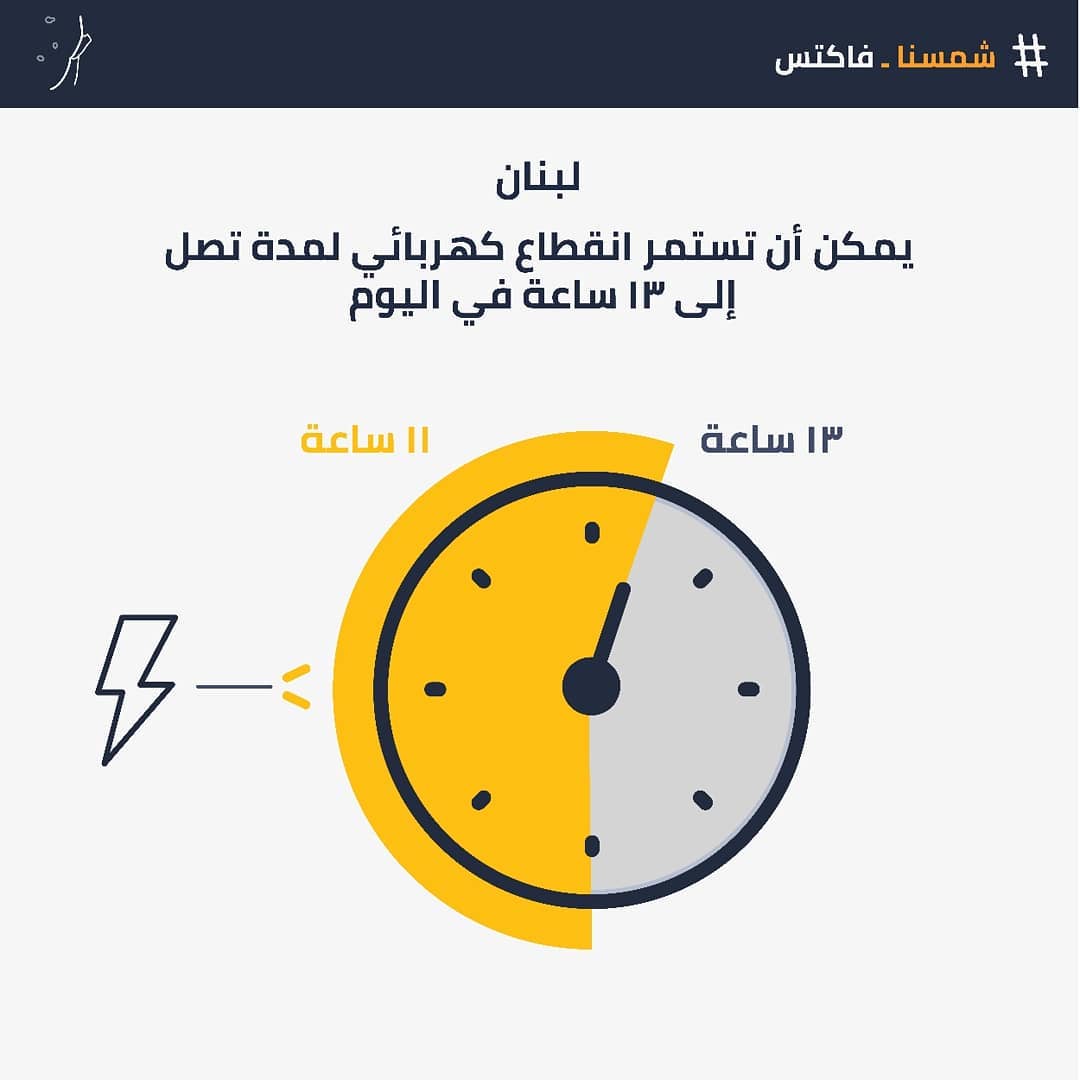 # شمسنا - فاكتس
لبنان
يمكن أن تستمر انقطاع كهربائي لمدة تصل
إلى ١٣ ساعة في اليوم
١٣ ساعة
١١ ساعة